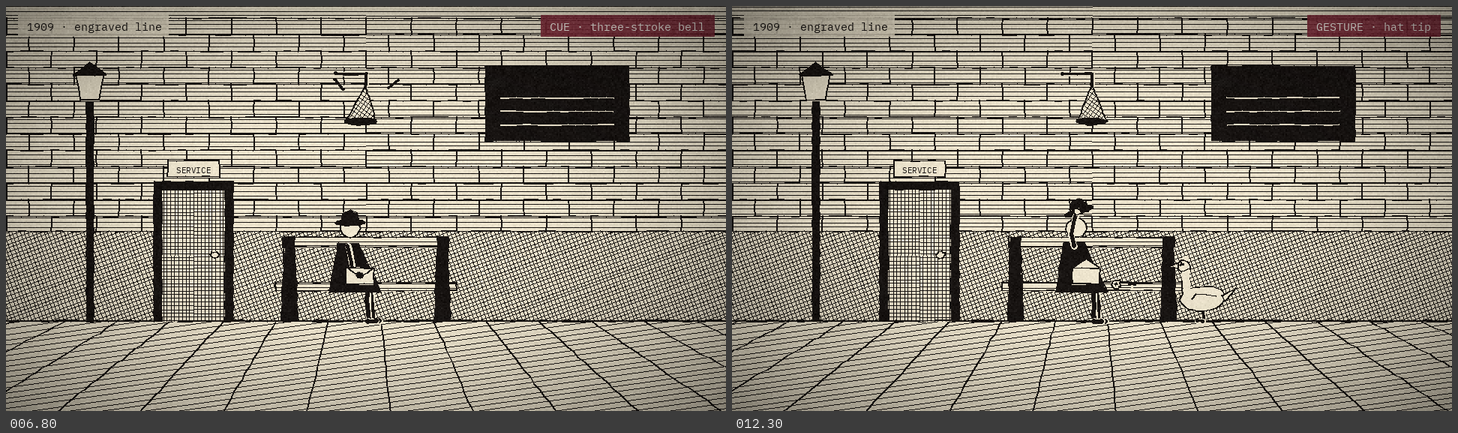 1909 · engraved line
CUE · three-stroke bell
SERVICE
006.80
1909 · engraved line
GESTURE · hat tip
SERVICE
012.30